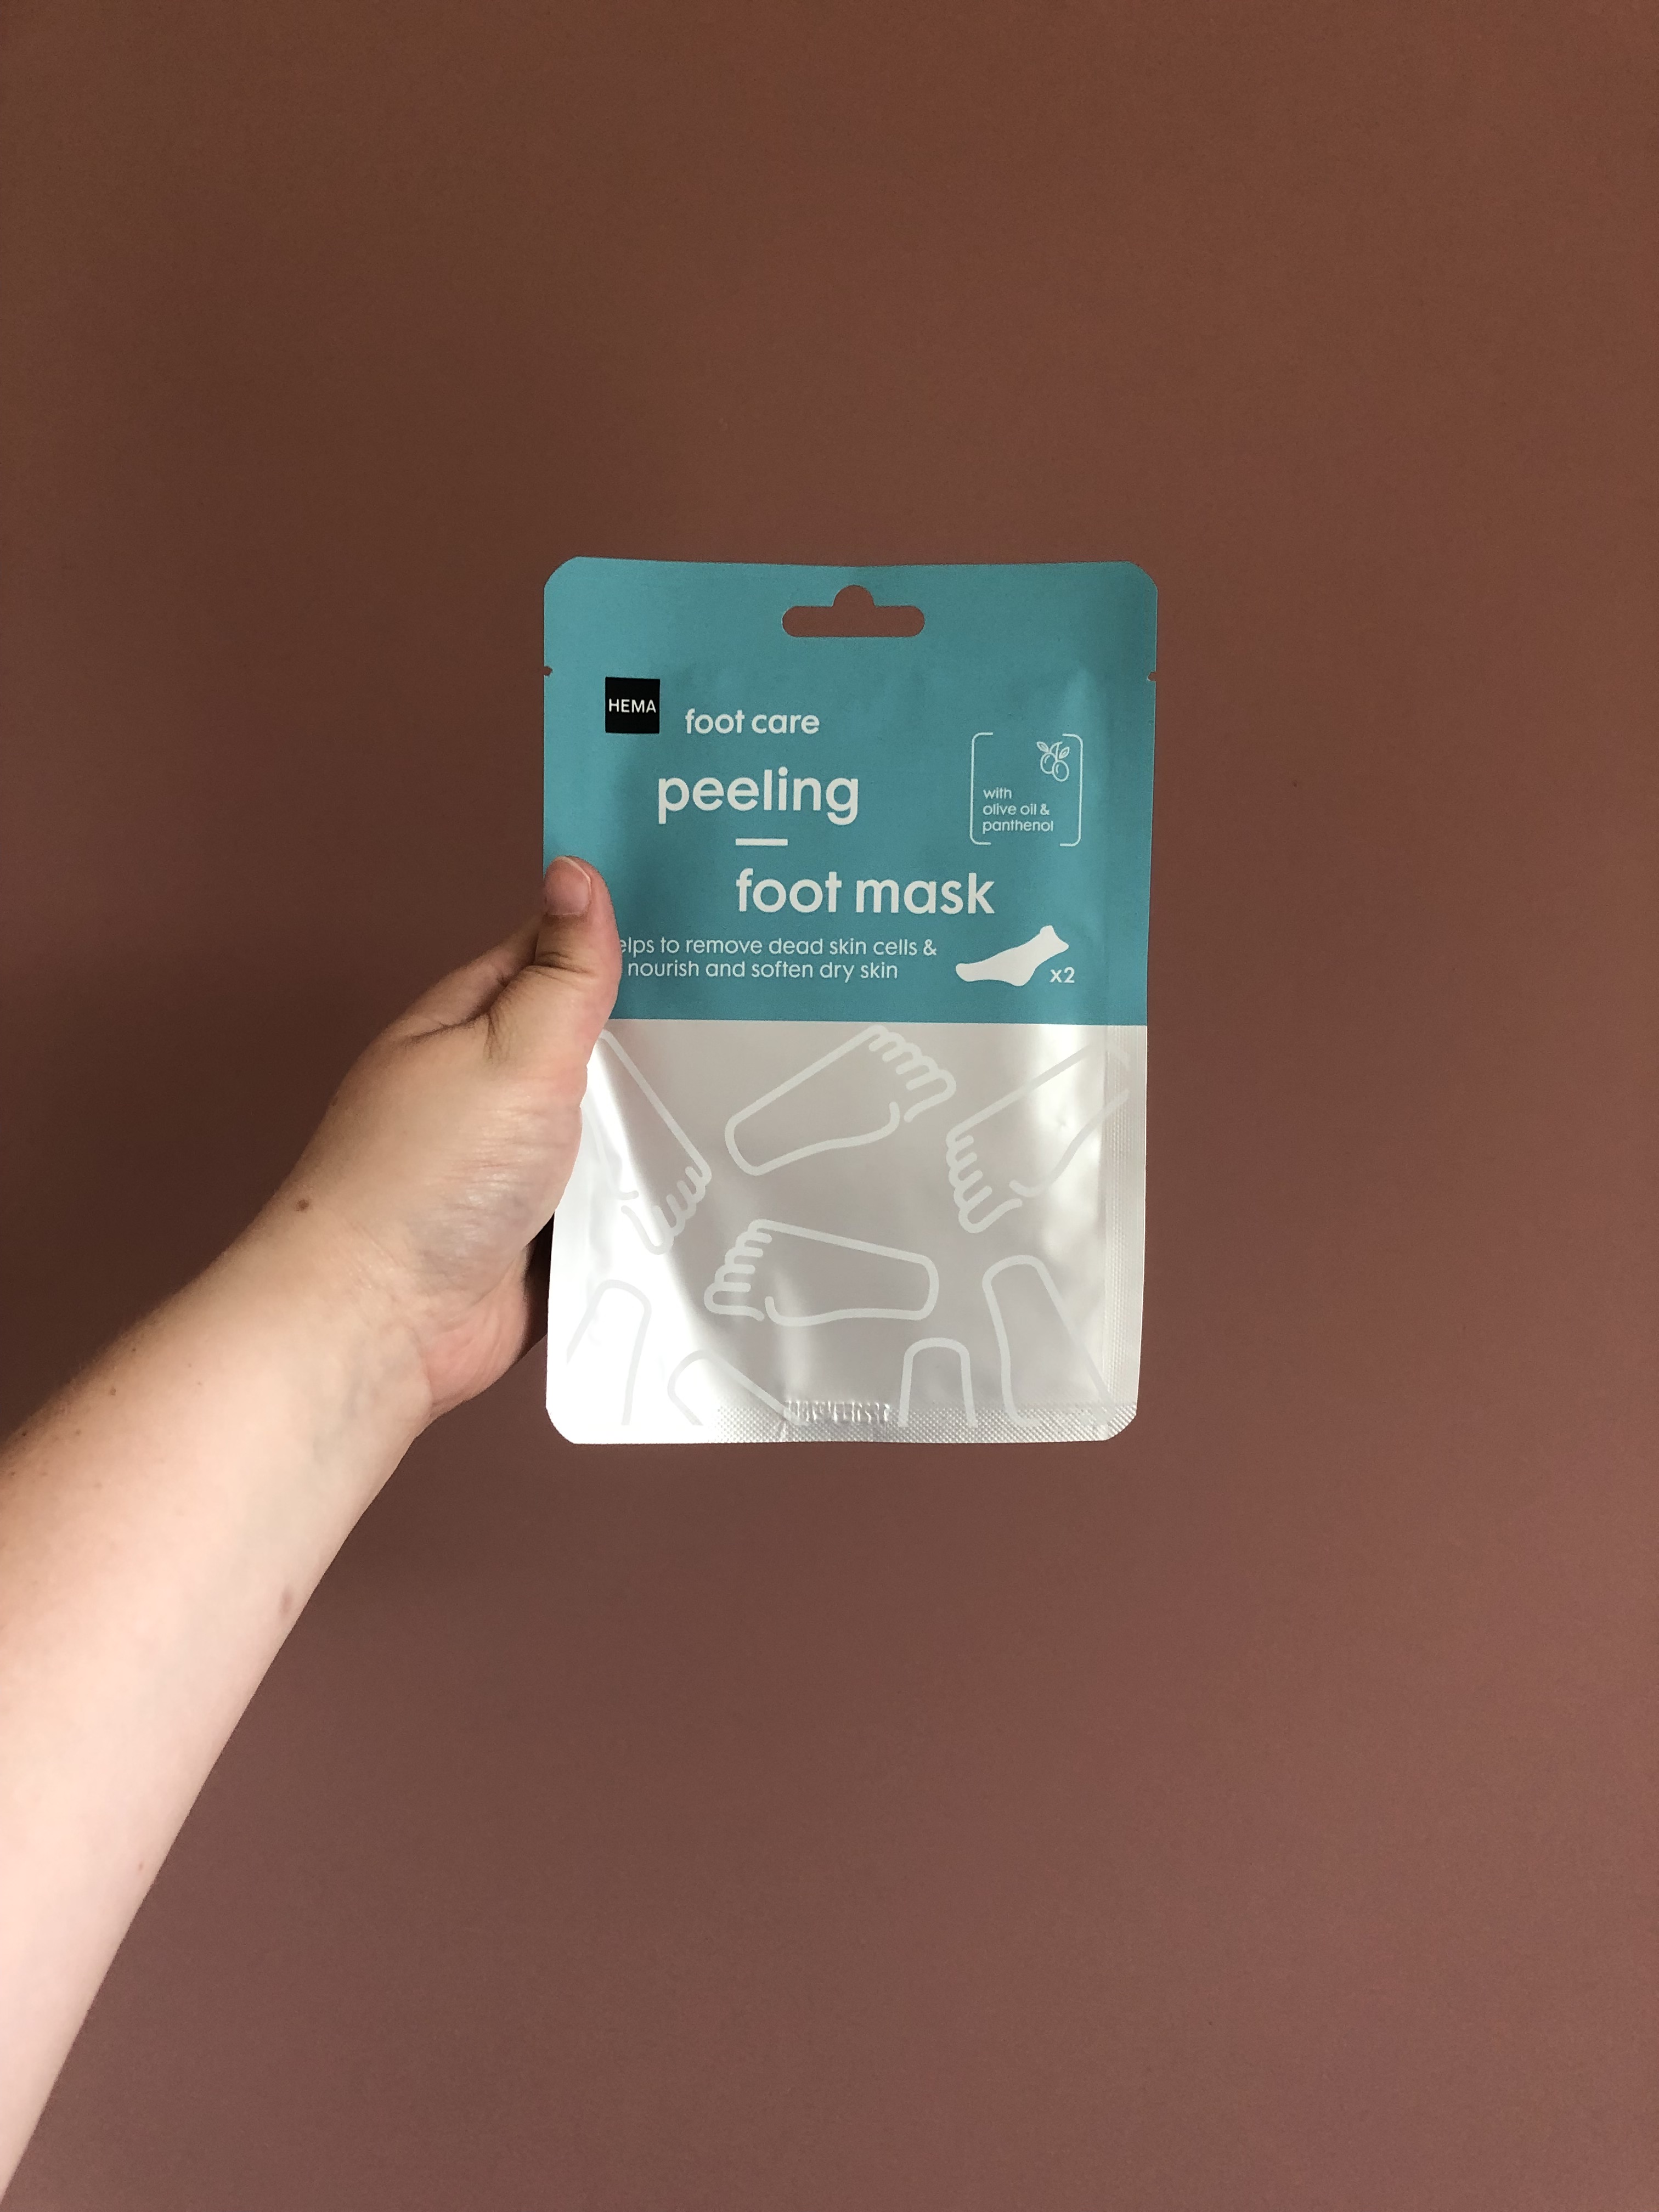 HEMA
foot care
peeling
foot mask
with
olive oil &
panthenol
elps to remove dead skin cells &
nourish and soften dry skin
x2